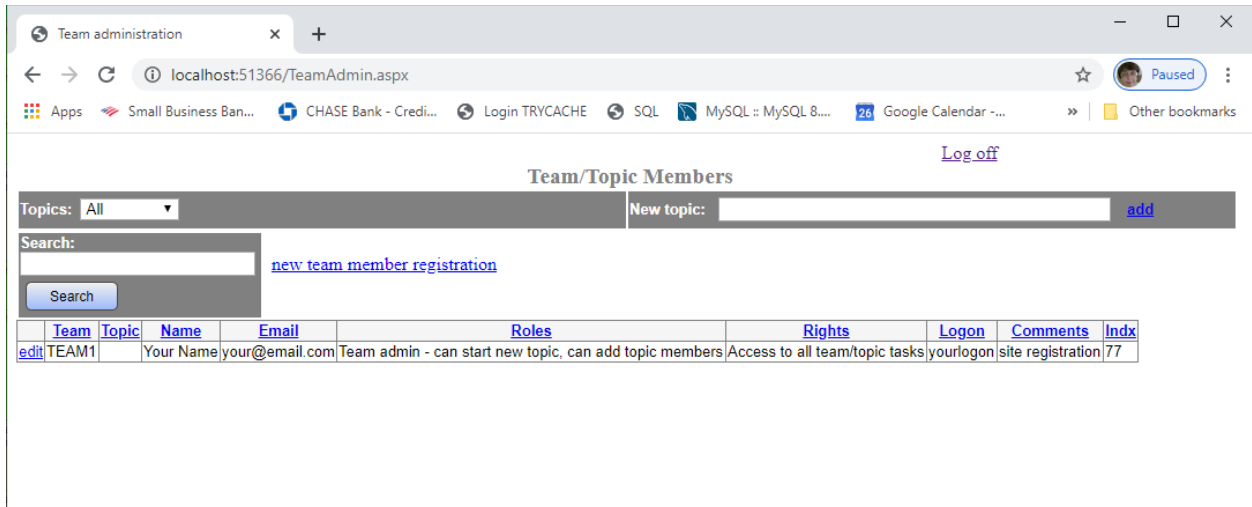 Team administration
localhost:51366/TeamAdmin.aspx
Paused
Apps Small Business Ban... CHASE Bank - Credi... Login TRYCACHE SQL MySQL :: MySQL 8.... 26 Google Calendar -... » Other bookmarks
Log off
Team/Topic Members
Topics: All New topic: add
Search:
new team member registration
Search
Team Topic Name Email Roles Rights Logon Comments Indx
edit TEAM1 Your Name your@email.com Team admin - can start new topic, can add topic members Access to all team/topic tasks yourlogon site registration 77